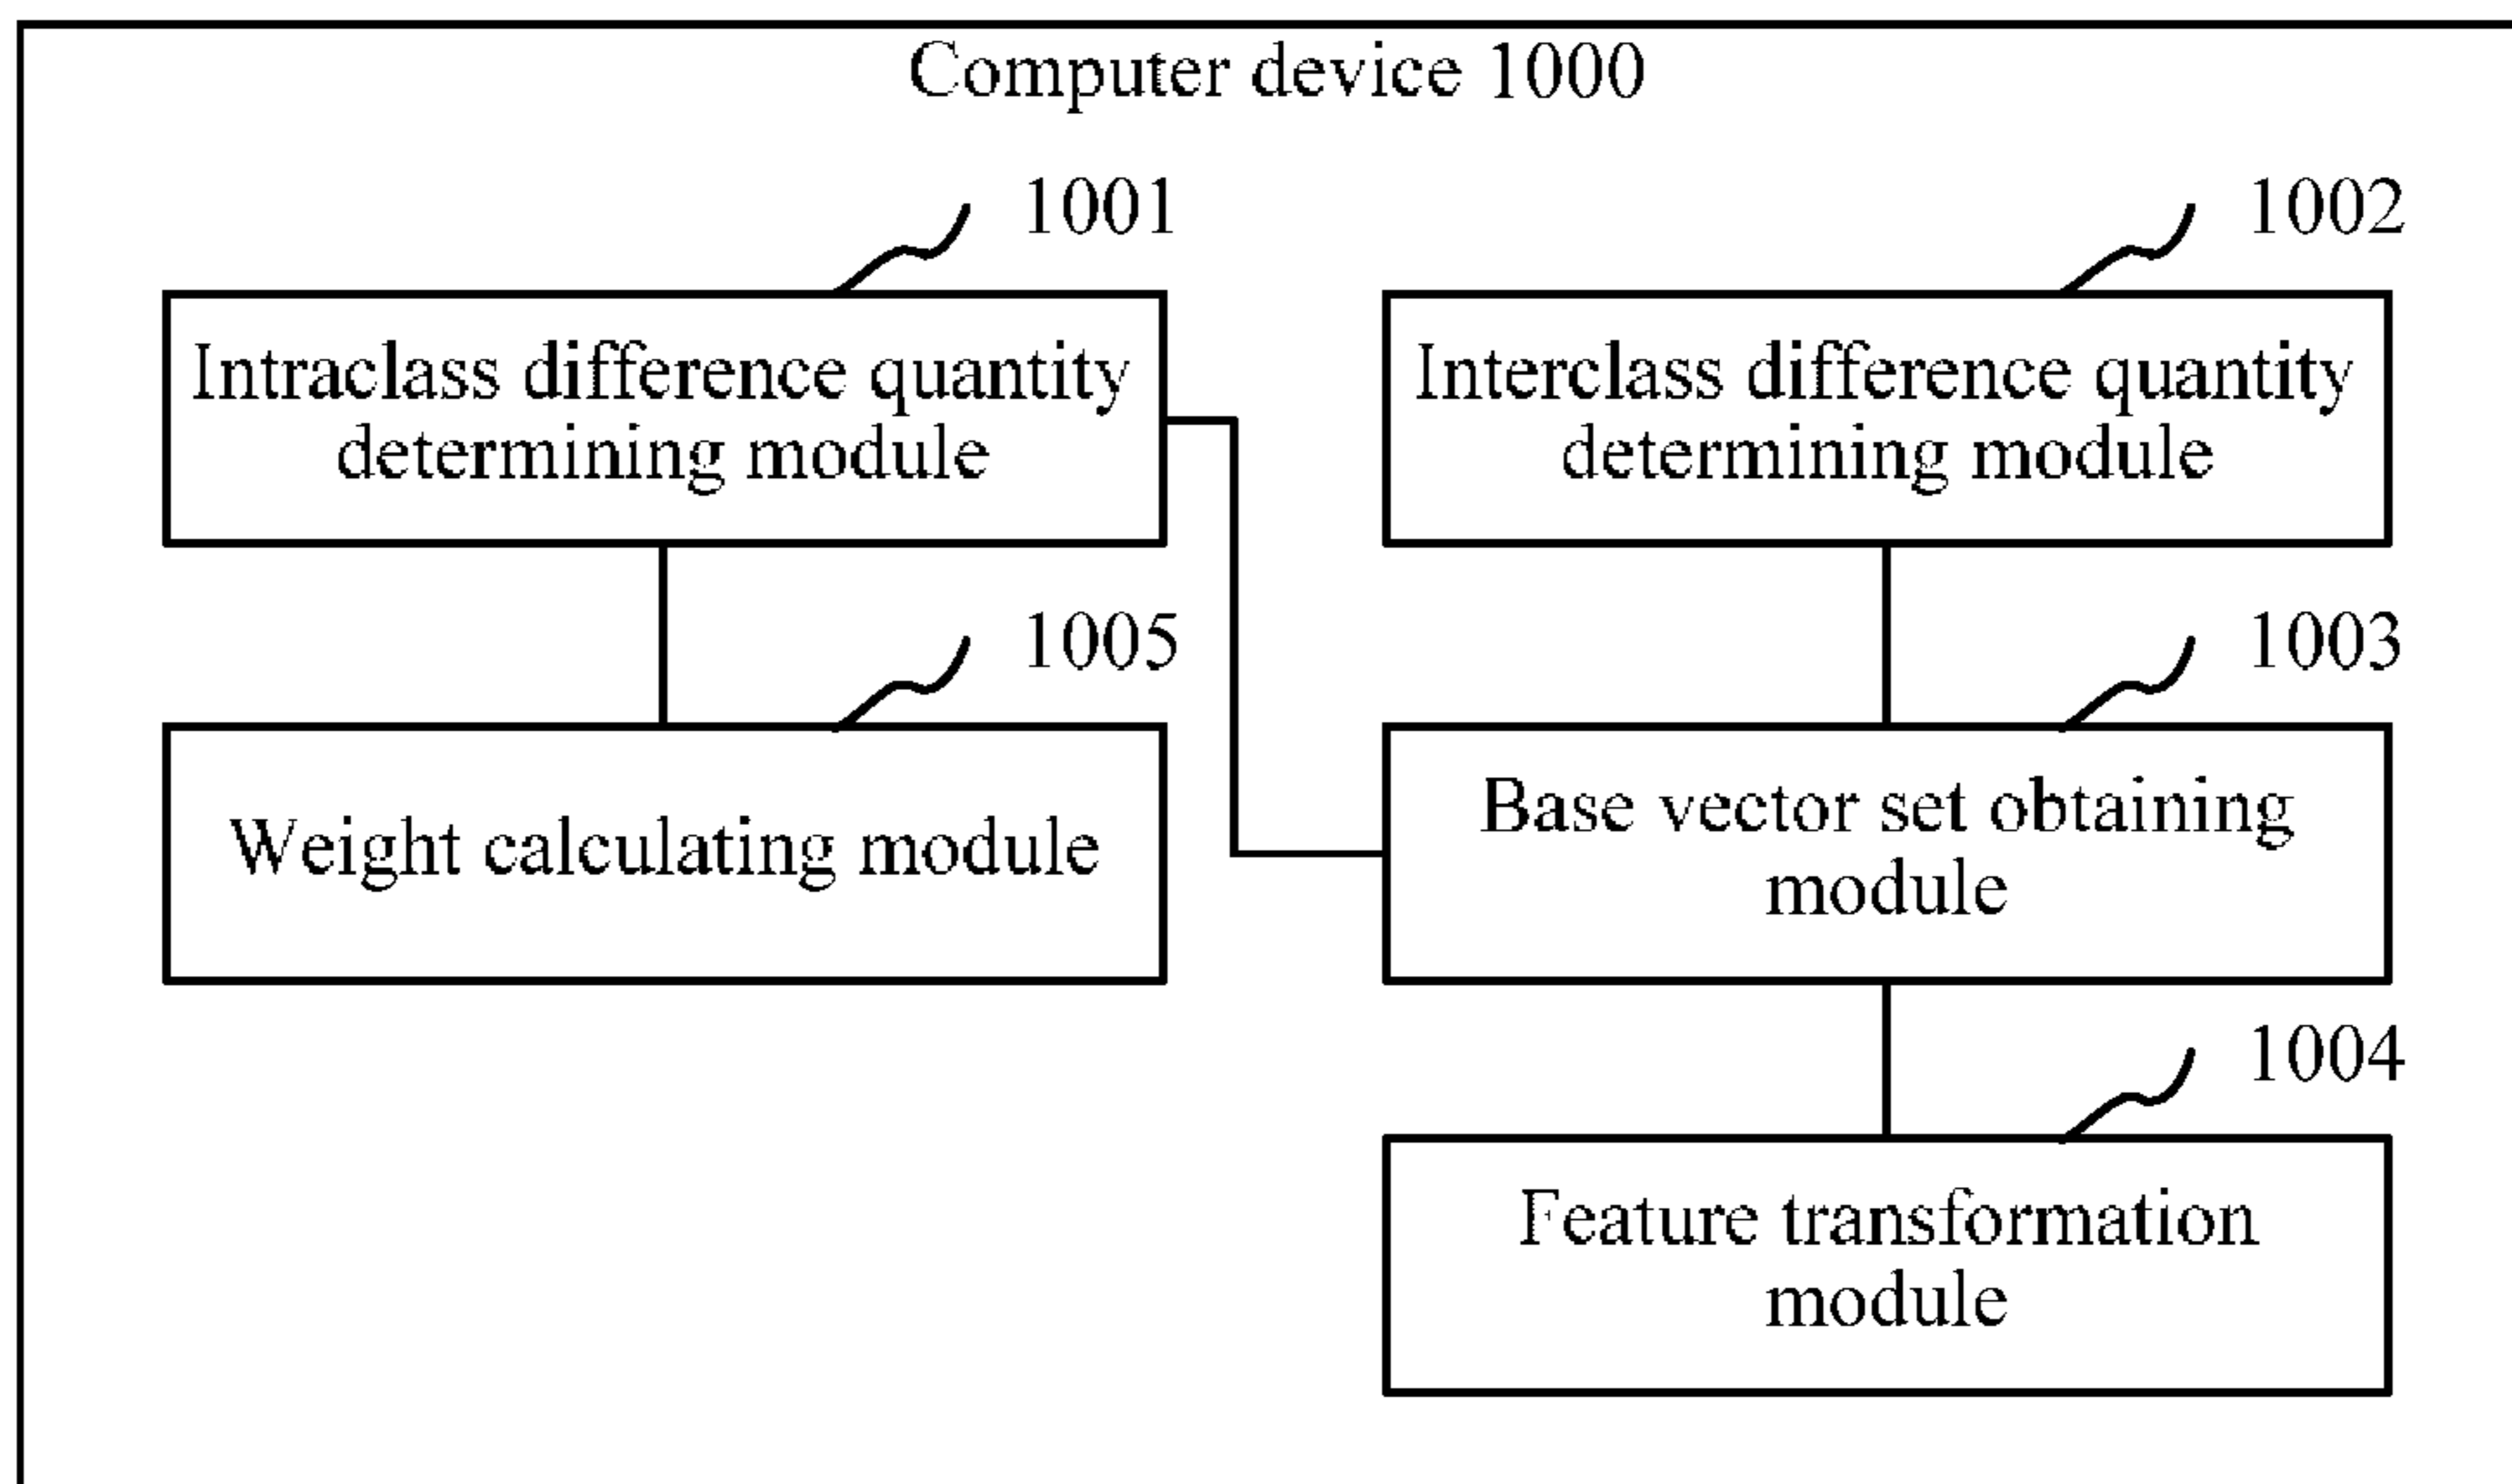 Computer device 1000
1001
1002
Intraclass difference quantity
determining module
Interclass difference quantity
determining module
1005
1003
Weight calculating module
Base vector set obtaining
module
1004
Feature transformation
module